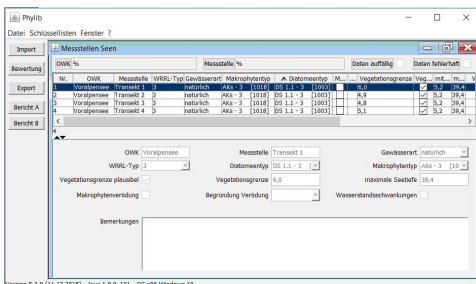 Phylib
Datei Schlüssellisten Fenster ?
Import
Bewertung
Export
Bericht A
Bericht B
Messstellen Seen
OWK % Messstelle % Daten auffällig Daten fehlerhaft
Nr. OWK Messstelle WRRL-Typ Gewässerart Makrophytentyp Diatomeentyp M... ... Vegetationsgrenze Veg... mit... m...
1 Voralpensee Transekt 1 3 natürlich AKs - 3 [1018] DS 1.1 - 3 [1003] 6,0 5,2 39,4
2 Voralpensee Transekt 2 3 natürlich AKs - 3 [1018] DS 1.1 - 3 [1003] 4,9 5,2 39,4
3 Voralpensee Transekt 3 3 natürlich AKs - 3 [1018] DS 1.1 - 3 [1003] 4,8 5,2 39,4
4 Voralpensee Transekt 4 3 natürlich AKs - 3 [1018] DS 1.1 - 3 [1003] 5,1 5,2 39,4
4
OWK Voralpensee Messstelle Transekt 1 Gewässerart natürlich
WRRL-Typ 3 Diatomeentyp DS 1.1 - 3 Makrophytentyp AKs - 3 [10
Vegetationsgrenze plausibel Vegetationsgrenze 6,0 maximale Seetiefe 39,4
Makrophytenverödung Begründung Verödung Wasserstandsschwankungen
Bemerkungen